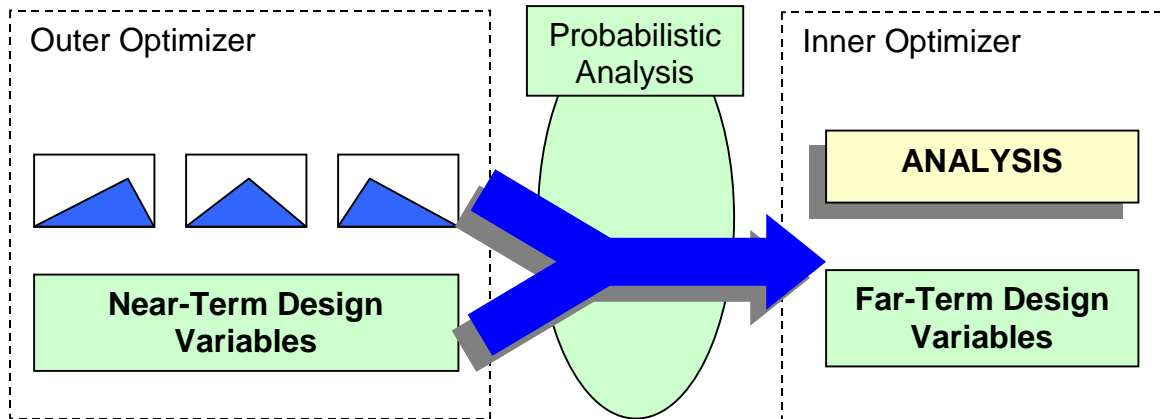 Outer Optimizer
Probabilistic
Analysis
Inner Optimizer
ANALYSIS
Near-Term Design
Variables
Far-Term Design
Variables